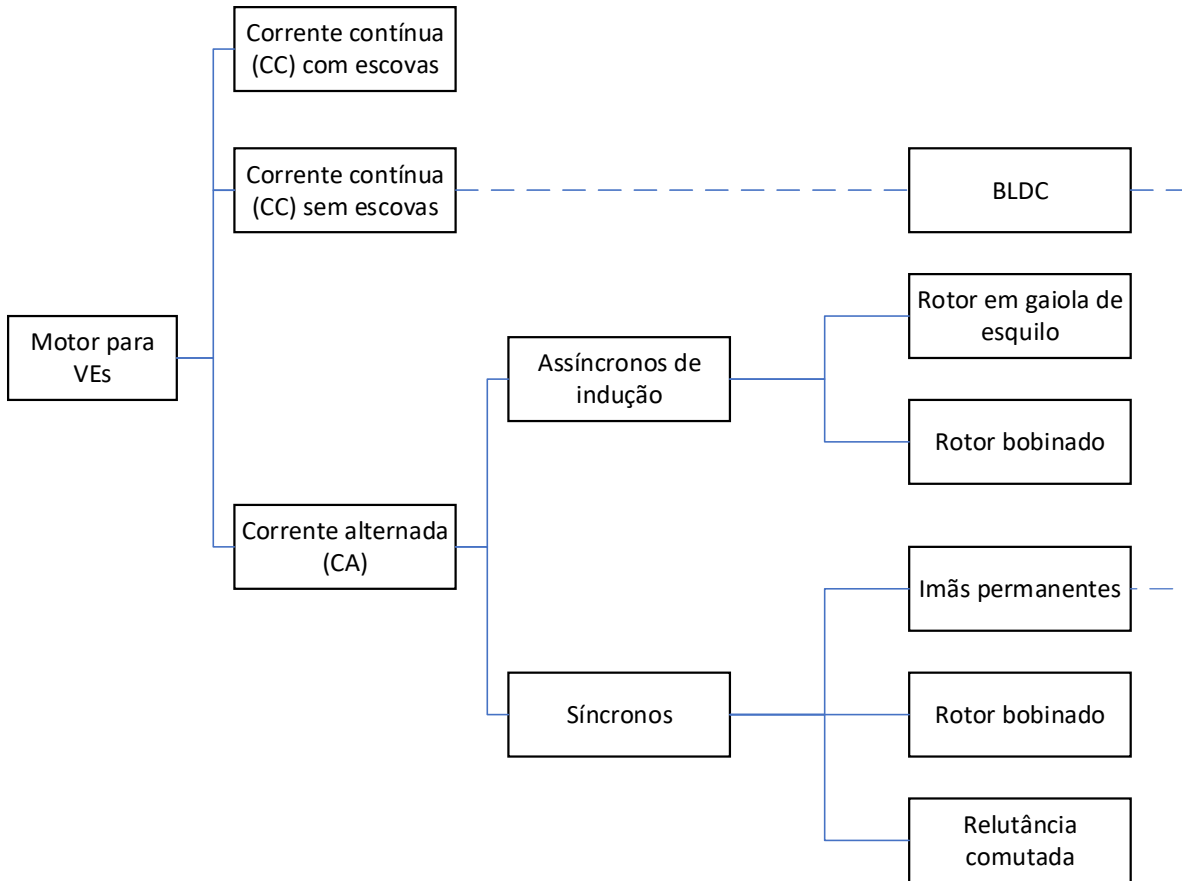 Corrente contínua
(CC) com escovas
Corrente contínua
(CC) sem escovas
BLDC
Rotor em gaiola de
esquilo
Motor para
VEs
Assíncronos de
indução
Rotor bobinado
Corrente alternada
(CA)
Imãs permanentes
Síncronos
Rotor bobinado
Relutância
comutada